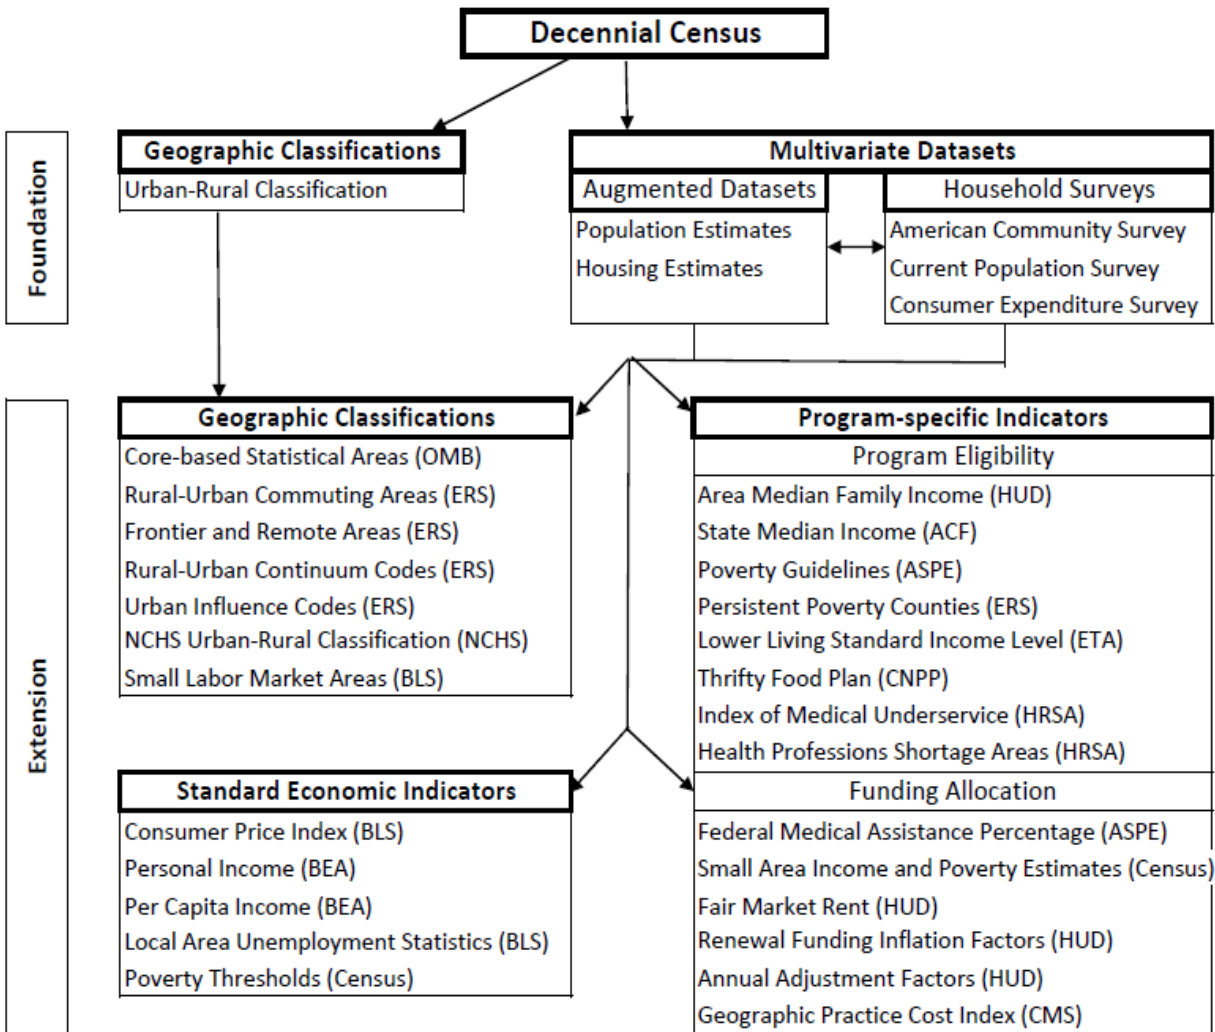 Decennial Census
Foundation
Geographic Classifications
Urban-Rural Classification
Multivariate Datasets
Augmented Datasets
Population Estimates
Housing Estimates
Household Surveys
American Community Survey
Current Population Survey
Consumer Expenditure Survey
Extension
Geographic Classifications
Core-based Statistical Areas (OMB)
Rural-Urban Commuting Areas (ERS)
Frontier and Remote Areas (ERS)
Rural-Urban Continuum Codes (ERS)
Urban Influence Codes (ERS)
NCHS Urban-Rural Classification (NCHS)
Small Labor Market Areas (BLS)
Program-specific Indicators
Program Eligibility
Area Median Family Income (HUD)
State Median Income (ACF)
Poverty Guidelines (ASPE)
Persistent Poverty Counties (ERS)
Lower Living Standard Income Level (ETA)
Thrifty Food Plan (CNPP)
Index of Medical Underservice (HRSA)
Health Professions Shortage Areas (HRSA)
Standard Economic Indicators
Consumer Price Index (BLS)
Personal Income (BEA)
Per Capita Income (BEA)
Local Area Unemployment Statistics (BLS)
Poverty Thresholds (Census)
Funding Allocation
Federal Medical Assistance Percentage (ASPE)
Small Area Income and Poverty Estimates (Census)
Fair Market Rent (HUD)
Renewal Funding Inflation Factors (HUD)
Annual Adjustment Factors (HUD)
Geographic Practice Cost Index (CMS)